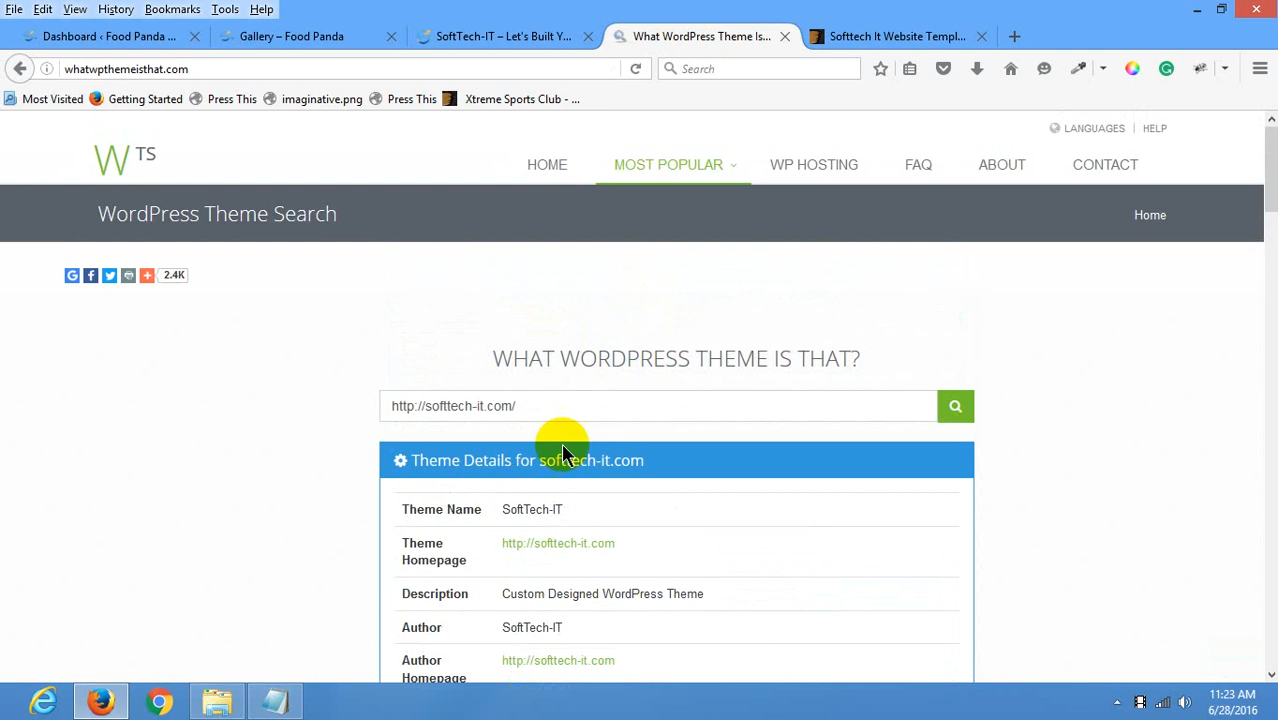 File Edit View History Bookmarks Tools Help
Dashboard ‹ Food Panda ... Gallery – Food Panda SoftTech-IT – Let's Built Y... What WordPress Theme Is... Softtech It Website Templ...
whatwpthemeisthat.com Search
Most Visited Getting Started Press This imaginative.png Press This Xtreme Sports Club - ...
LANGUAGES | HELP
W TS
HOME MOST POPULAR WP HOSTING FAQ ABOUT CONTACT
WordPress Theme Search Home
2.4K
WHAT WORDPRESS THEME IS THAT?
http://softtech-it.com/
Theme Details for softtech-it.com
Theme Name SoftTech-IT
Theme Homepage http://softtech-it.com
Description Custom Designed WordPress Theme
Author SoftTech-IT
Author Homepage http://softtech-it.com
11:23 AM
6/28/2016